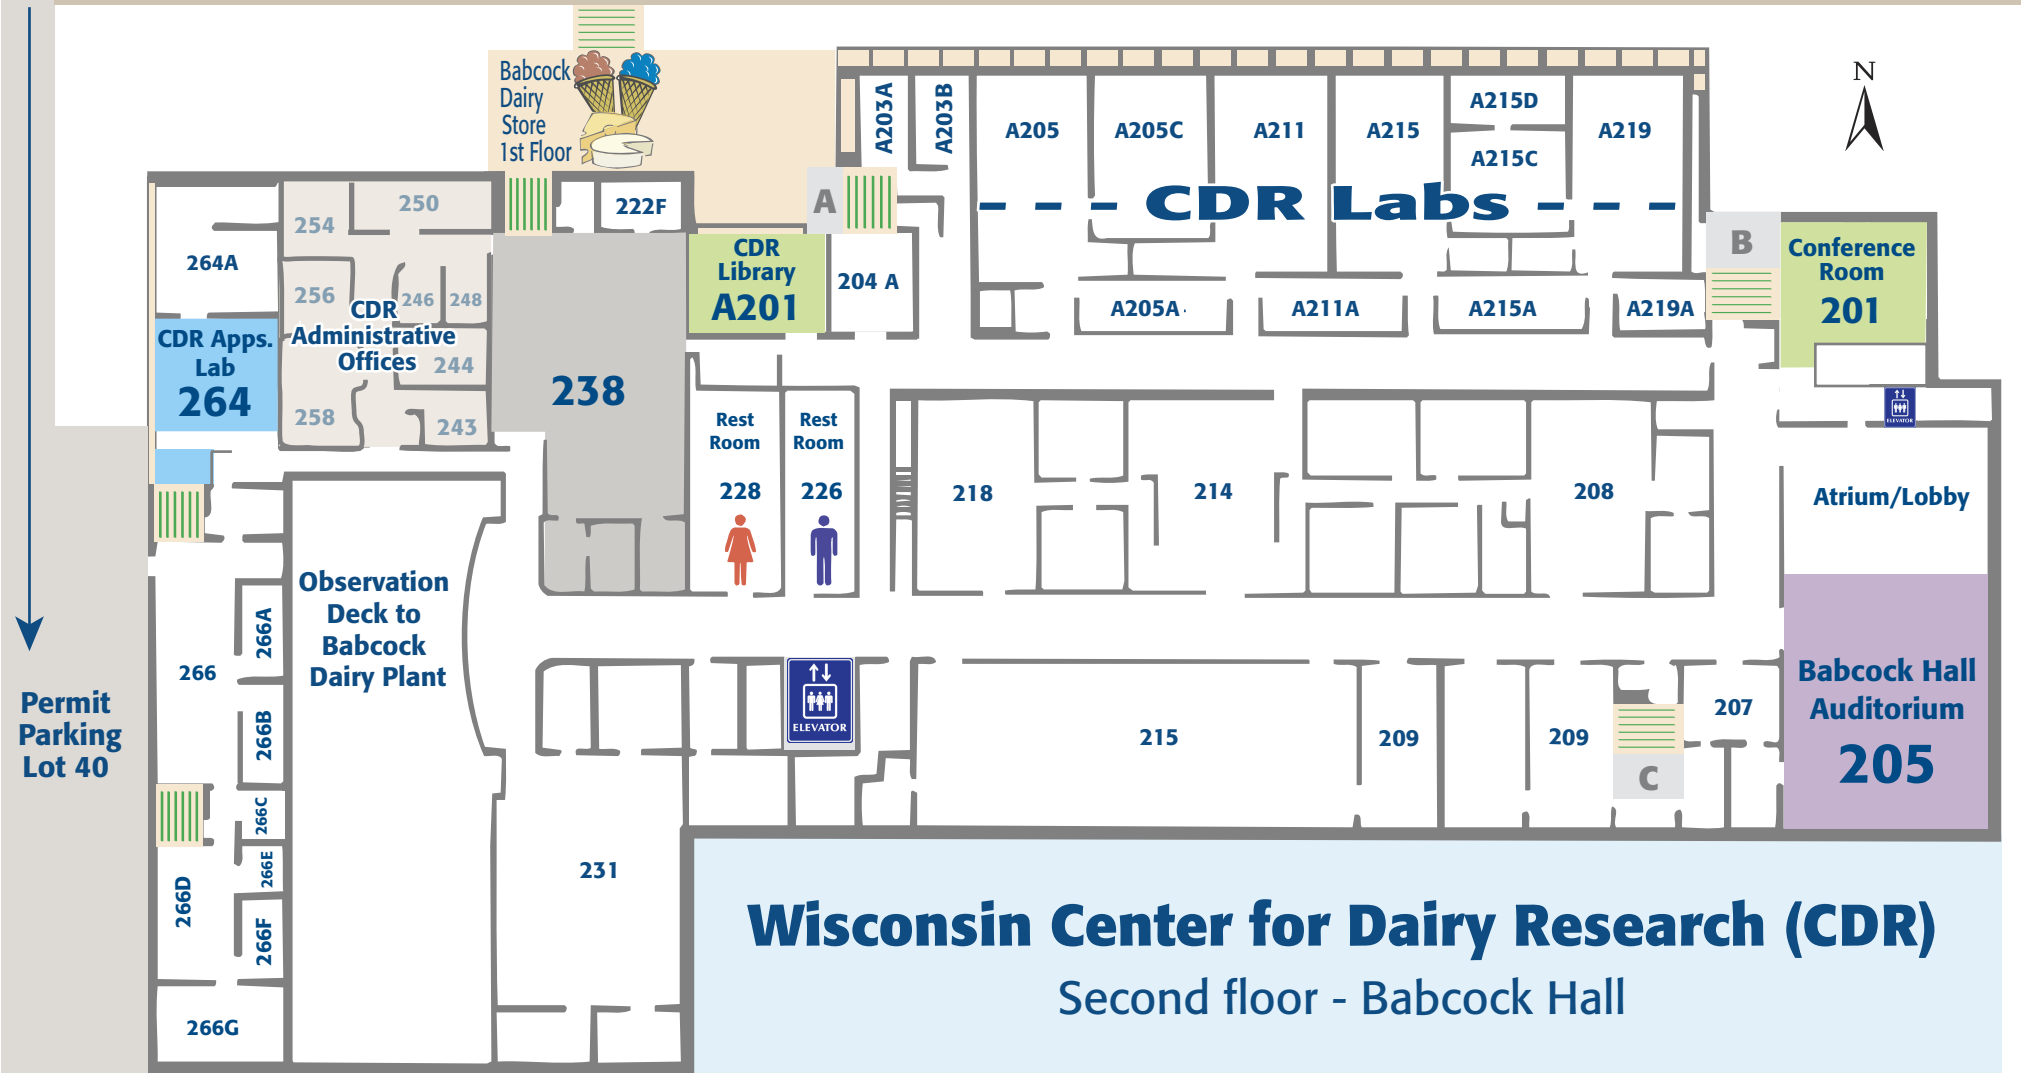 Babcock
Dairy
Store
1st Floor
N
A203A
A203B
A205
A205C
A211
A215
A215D
A215C
A219
CDR Labs
A
B
Conference
Room
201
254
250
222F
264A
256
246
248
CDR
Administrative
Offices
244
258
243
CDR
Library
A201
204 A
A205A
A211A
A215A
A219A
CDR Apps.
Lab
264
238
Rest
Room
228
Rest
Room
226
218
214
208
ELEVATOR
Atrium/Lobby
Observation
Deck to
Babcock
Dairy Plant
266A
266
266B
266C
266E
266D
266F
266G
Permit
Parking
Lot 40
ELEVATOR
215
209
209
207
C
Babcock Hall
Auditorium
205
231
Wisconsin Center for Dairy Research (CDR)
Second floor - Babcock Hall